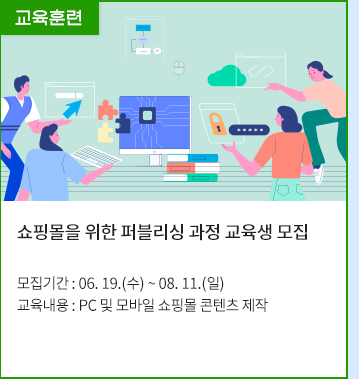 교육훈련
쇼핑몰을 위한 퍼블리싱 과정 교육생 모집
모집기간 : 06. 19.(수) ~ 08. 11.(일)
교육내용 : PC 및 모바일 쇼핑몰 콘텐츠 제작